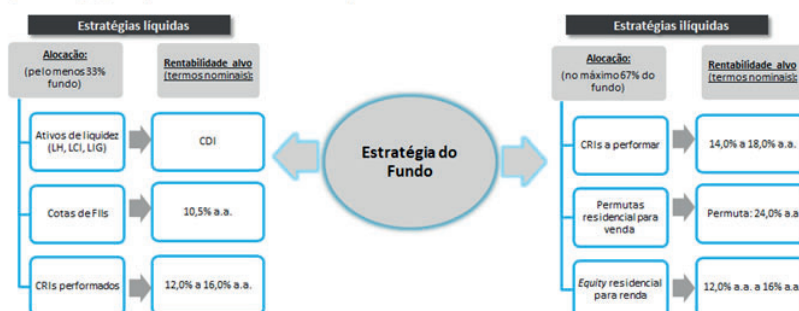 Estratégias líquidas
Alocação:
(pelo menos 33%
fundo)
Rentabilidade alvo
(termos nominais):
Ativos de liquidez
(LH, LCI, LIG)
CDI
Cotas de FIIs
10,5% a.a.
CRIs performados
12,0% a 16,0% a.a.
Estratégia do
Fundo
Estratégias ilíquidas
Alocação:
(no máximo 67% do
fundo)
Rentabilidade alvo
(termos nominais):
CRIs a performar
14,0% a 18,0% a.a.
Permutas
residencial para
venda
Permuta: 24,0% a.a
Equity residencial
para renda
12,0% a.a. a 16% a.a